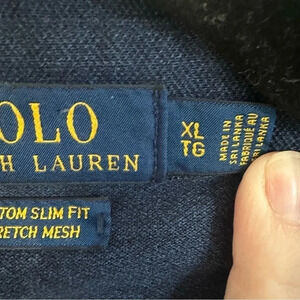 OLO
H LAUREN
XL
TG
MADE IN
SRI LANKA
FABRIQUÉ AU
SRI LANKA
TOM SLIM FIT
RETCH MESH